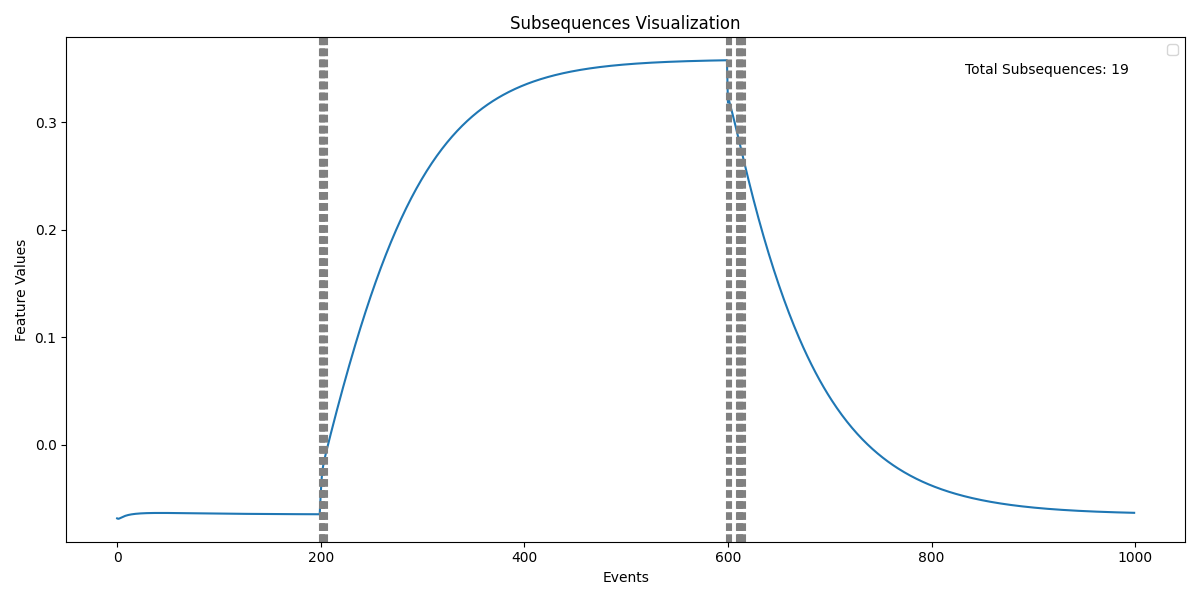 Subsequences Visualization
Total Subsequences: 19
Feature Values
0.3
0.2
0.1
0.0
0 200 400 600 800 1000
Events